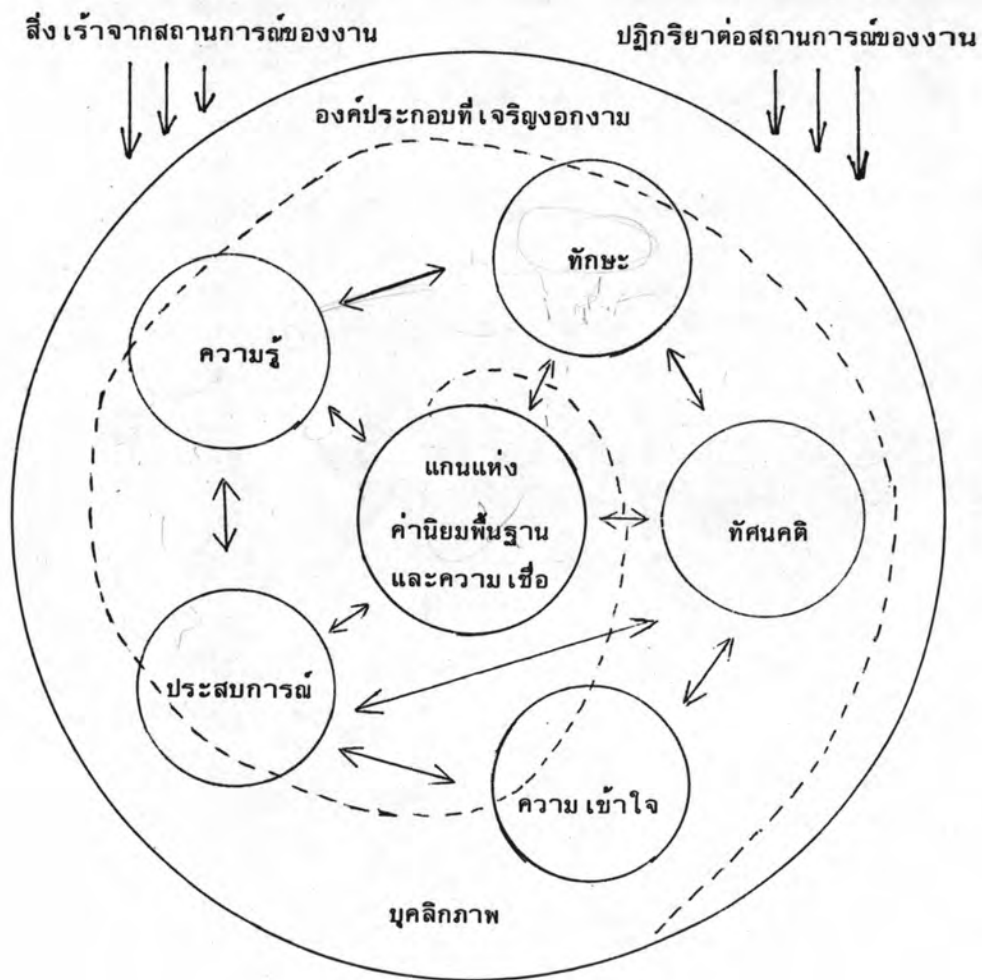 สิ่งเร้าจากสถานการณ์ของงาน
ปฏิกริยาต่อสถานการณ์ของงาน
องค์ประกอบที่เจริญงอกงาม
ทักษะ
ความรู้
แกนแห่ง
ค่านิยมพื้นฐาน
และความเชื่อ
ทัศนคติ
ประสบการณ์
ความเข้าใจ
บุคลิกภาพ